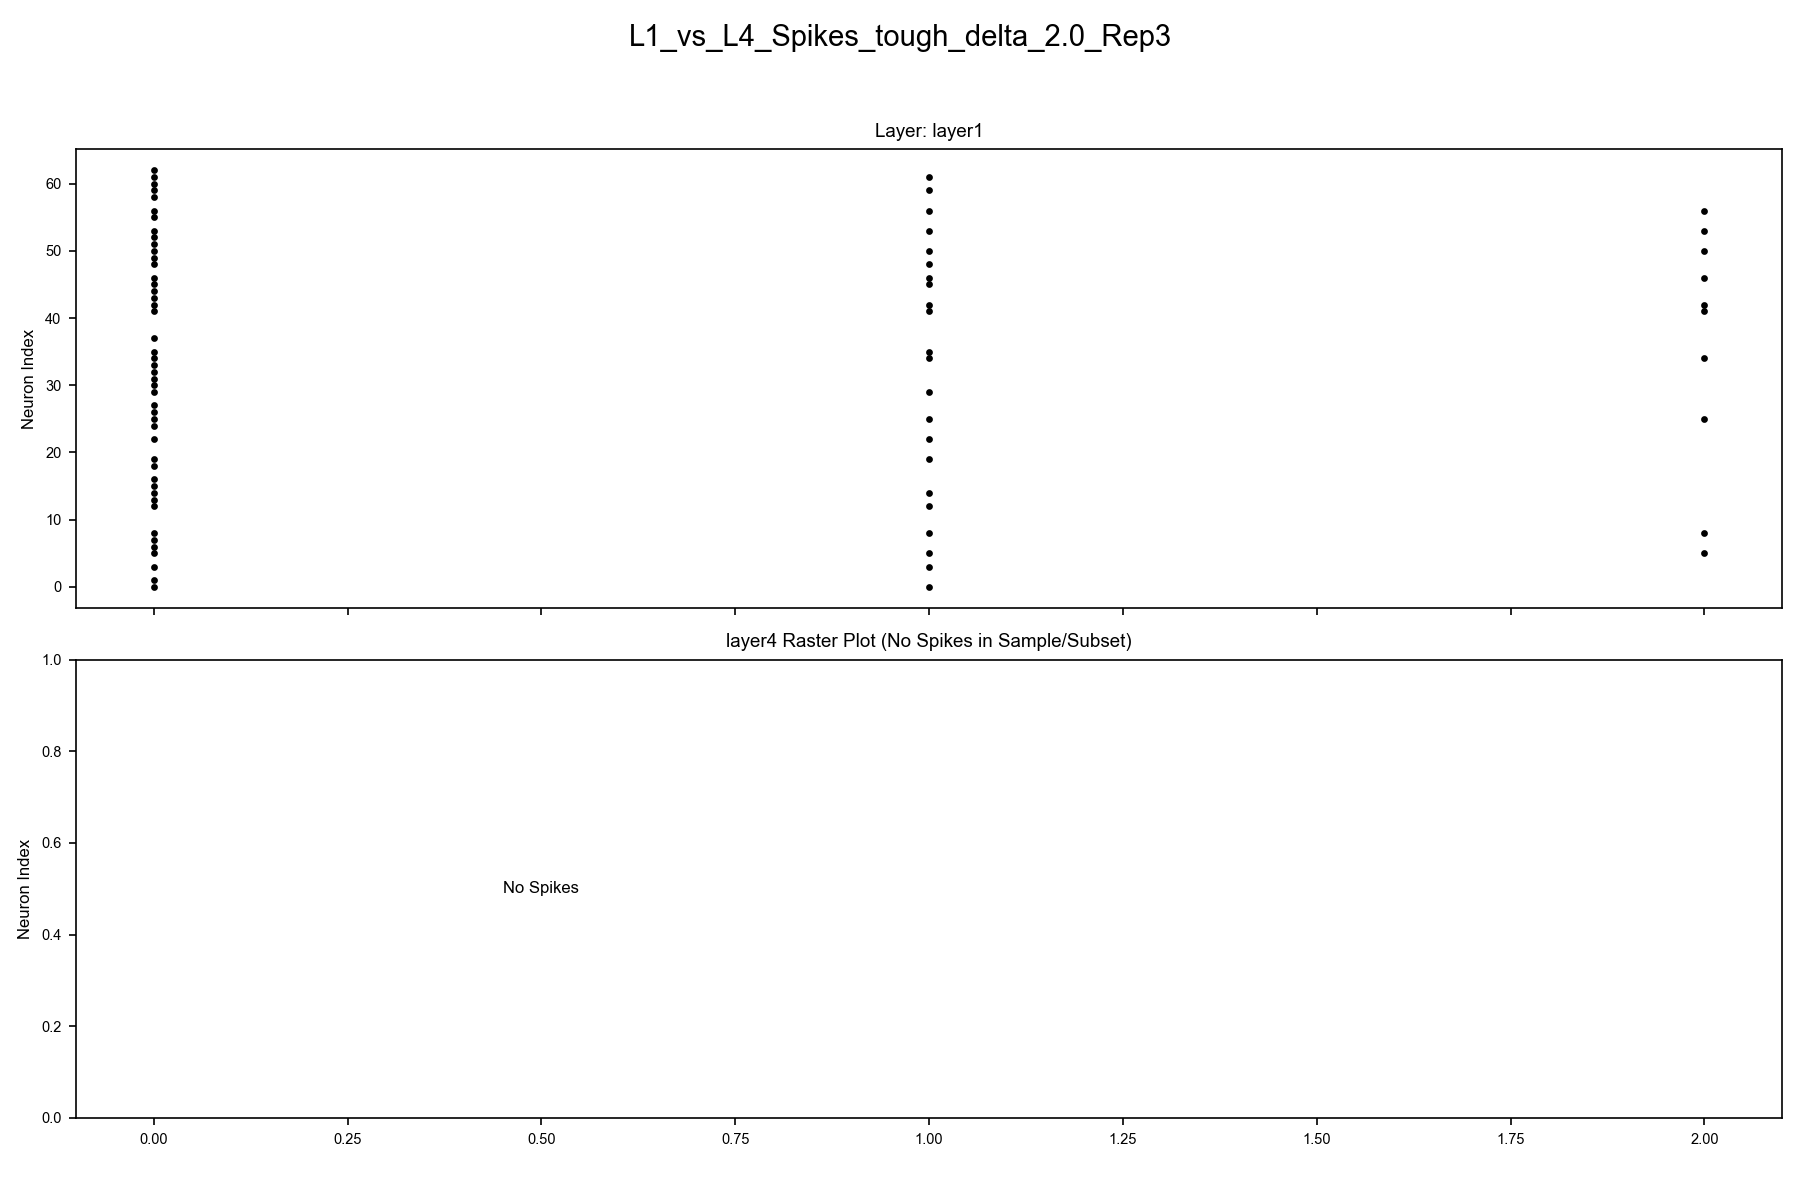 L1_vs_L4_Spikes_tough_delta_2.0_Rep3
Layer: layer1
Neuron Index
60
50
40
30
20
10
0
layer4 Raster Plot (No Spikes in Sample/Subset)
Neuron Index
1.0
0.8
0.6
0.4
0.2
0.0
No Spikes
0.00 0.25 0.50 0.75 1.00 1.25 1.50 1.75 2.00